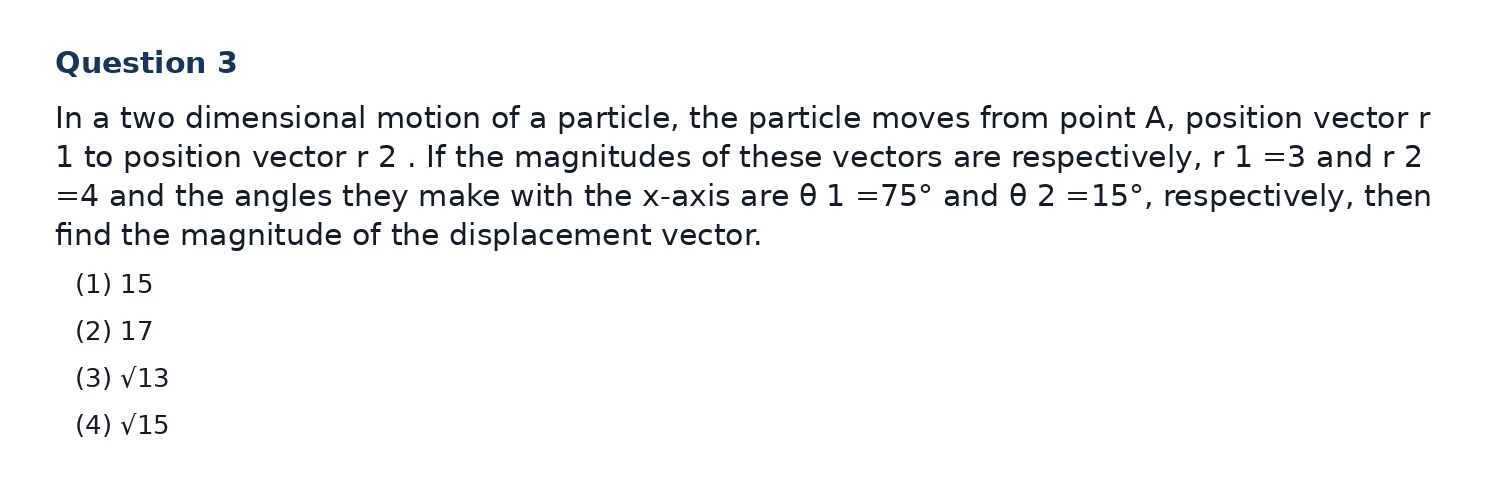 Question 3
In a two dimensional motion of a particle, the particle moves from point A, position vector r
1 to position vector r 2 . If the magnitudes of these vectors are respectively, r 1 =3 and r 2
=4 and the angles they make with the x-axis are θ 1 =75° and θ 2 =15°, respectively, then
find the magnitude of the displacement vector.
(1) 15
(2) 17
(3) √13
(4) √15